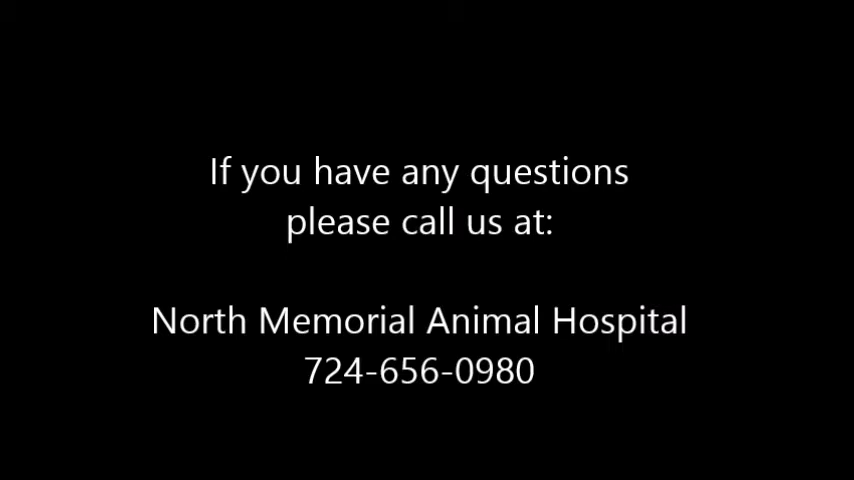 If you have any questions
please call us at:
North Memorial Animal Hospital
724-656-0980